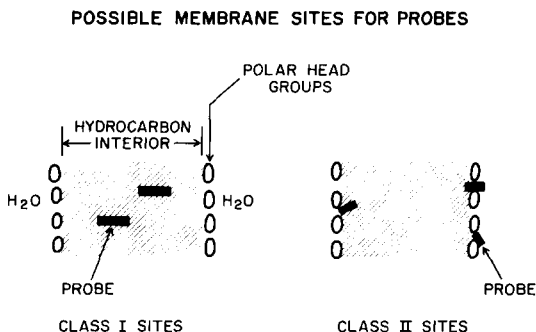 POSSIBLE MEMBRANE SITES FOR PROBES
POLAR HEAD
GROUPS
HYDROCARBON
INTERIOR
H₂O
H₂O
PROBE
PROBE
CLASS I SITES
CLASS II SITES